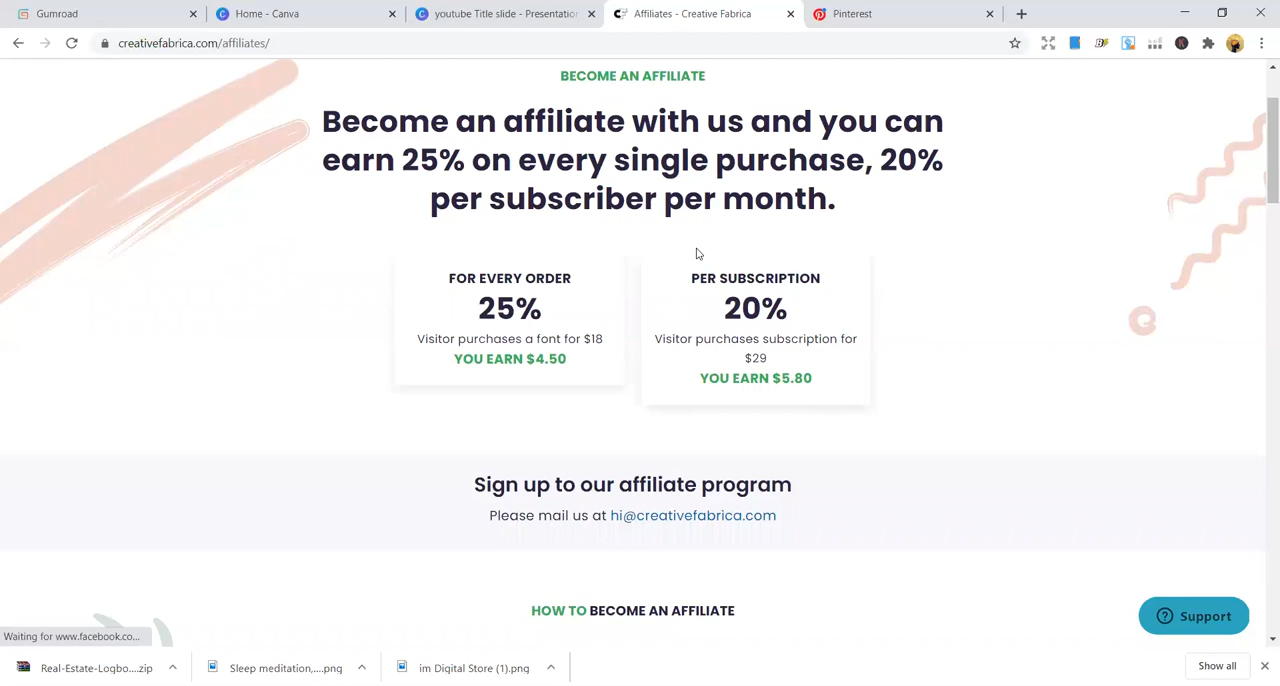 Gumroad
Home - Canva
youtube Title slide - Presentation
Affiliates - Creative Fabrica
Pinterest
creativefabrica.com/affiliates/
BECOME AN AFFILIATE
Become an affiliate with us and you can
earn 25% on every single purchase, 20%
per subscriber per month.
FOR EVERY ORDER
25%
Visitor purchases a font for $18
YOU EARN $4.50
PER SUBSCRIPTION
20%
Visitor purchases subscription for
$29
YOU EARN $5.80
Sign up to our affiliate program
Please mail us at hi@creativefabrica.com
HOW TO BECOME AN AFFILIATE
Support
Waiting for www.facebook.co...
Real-Estate-Logbo....zip
Sleep meditation,....png
im Digital Store (1).png
Show all